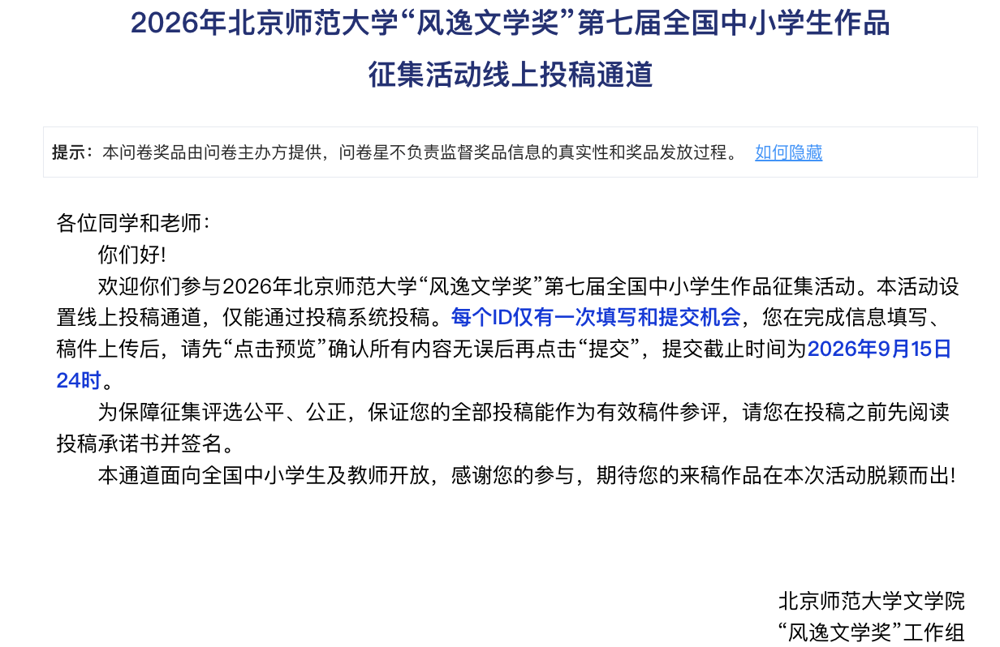 2026年北京师范大学“风逸文学奖”第七届全国中小学生作品
征集活动线上投稿通道
提示：本问卷奖品由问卷主办方提供，问卷星不负责监督奖品信息的真实性和奖品发放过程。 如何隐藏
各位同学和老师：
你们好!
欢迎你们参与2026年北京师范大学“风逸文学奖”第七届全国中小学生作品征集活动。本活动设
置线上投稿通道，仅能通过投稿系统投稿。每个ID仅有一次填写和提交机会，您在完成信息填写、
稿件上传后，请先“点击预览”确认所有内容无误后再点击“提交”，提交截止时间为2026年9月15日
24时。
为保障征集评选公平、公正，保证您的全部投稿能作为有效稿件参评，请您在投稿之前先阅读
投稿承诺书并签名。
本通道面向全国中小学生及教师开放，感谢您的参与，期待您的来稿作品在本次活动脱颖而出!
北京师范大学文学院
“风逸文学奖”工作组